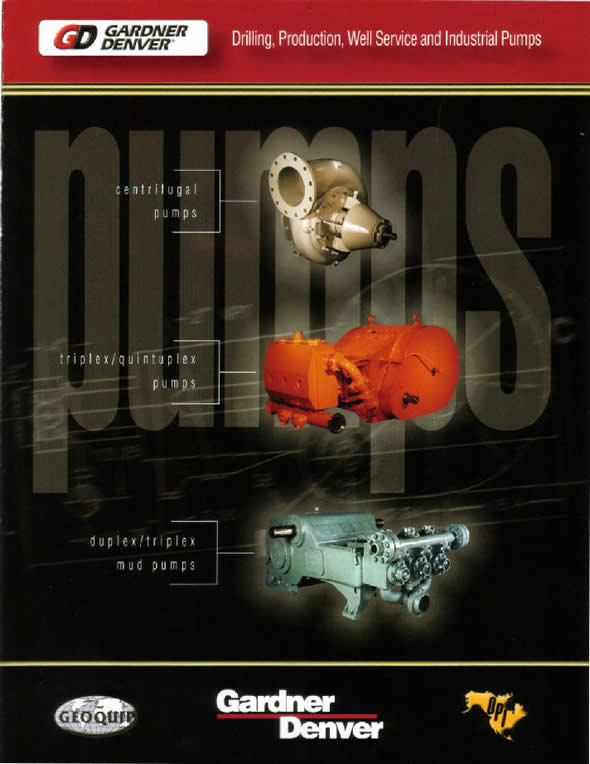 GD GARDNER
DENVER®
Drilling, Production, Well Service and Industrial Pumps
pumps
centrifugal
pumps
triplex/quintuplex
pumps
duplex/triplex
mud pumps
GEOQUIP
Gardner
Denver
OPI